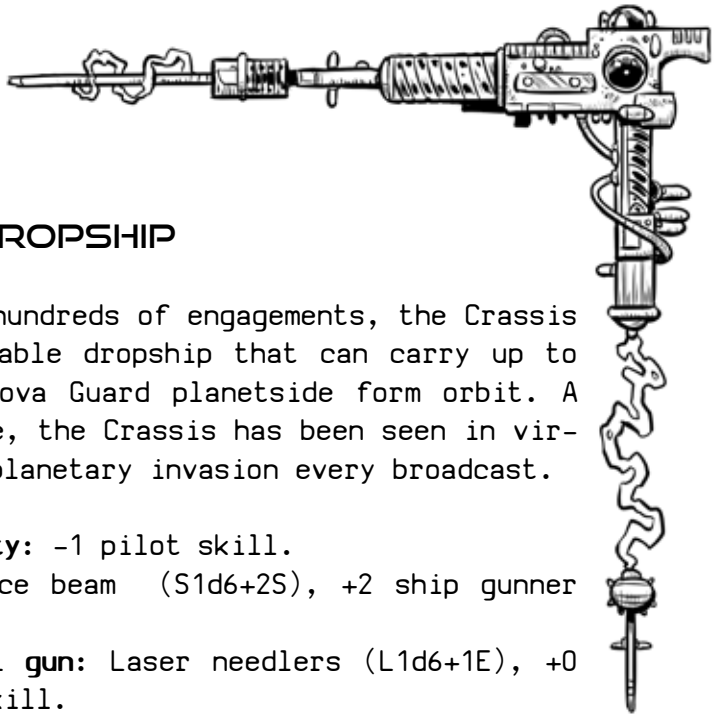 ROPSHIP
hundreds of engagements, the Crassis
able dropship that can carry up to
ova Guard planetside form orbit. A
e, the Crassis has been seen in vir-
planetary invasion every broadcast.
ty: -1 pilot skill.
ce beam (S1d6+2S), +2 ship gunner
l gun: Laser needlers (L1d6+1E), +0
kill.